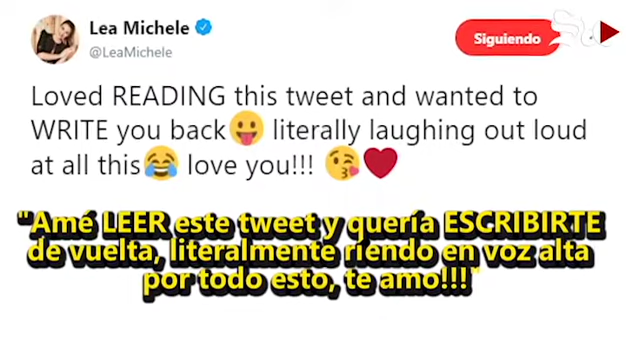 Lea Michele
@LeaMichele
Siguiendo
Loved READING this tweet and wanted to
WRITE you back😛 literally laughing out loud
at all this😂 love you!!! 😘❤
"Amé LEER este tweet y quería ESCRIBIRTE
de vuelta, literalmente riendo en voz alta
por todo esto, te amo!!!"